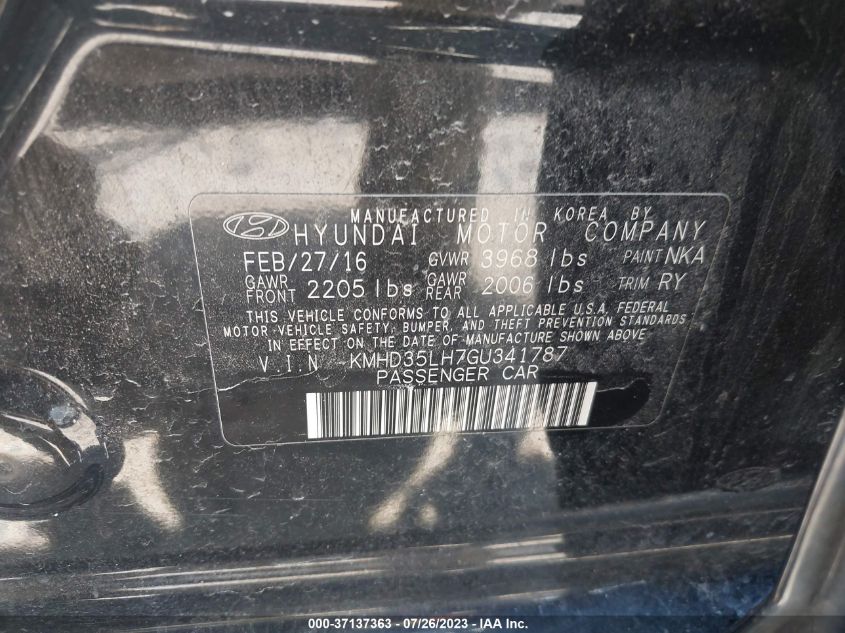 MANUFACTURED IN KOREA BY
HYUNDAI MOTOR COMPANY
FEB/27/16 GVWR 3968 lbs PAINT NKA
GAWR FRONT 2205 lbs GAWR REAR 2006 lbs TRIM RY
THIS VEHICLE CONFORMS TO ALL APPLICABLE U.S.A. FEDERAL
MOTOR VEHICLE SAFETY, BUMPER, AND THEFT PREVENTION STANDARDS
IN EFFECT ON THE DATE OF MANUFACTURE SHOWN ABOVE
V.I.N KMHD35LH7GU341787
PASSENGER CAR
000-37137363 - 07/26/2023 - IAA Inc.